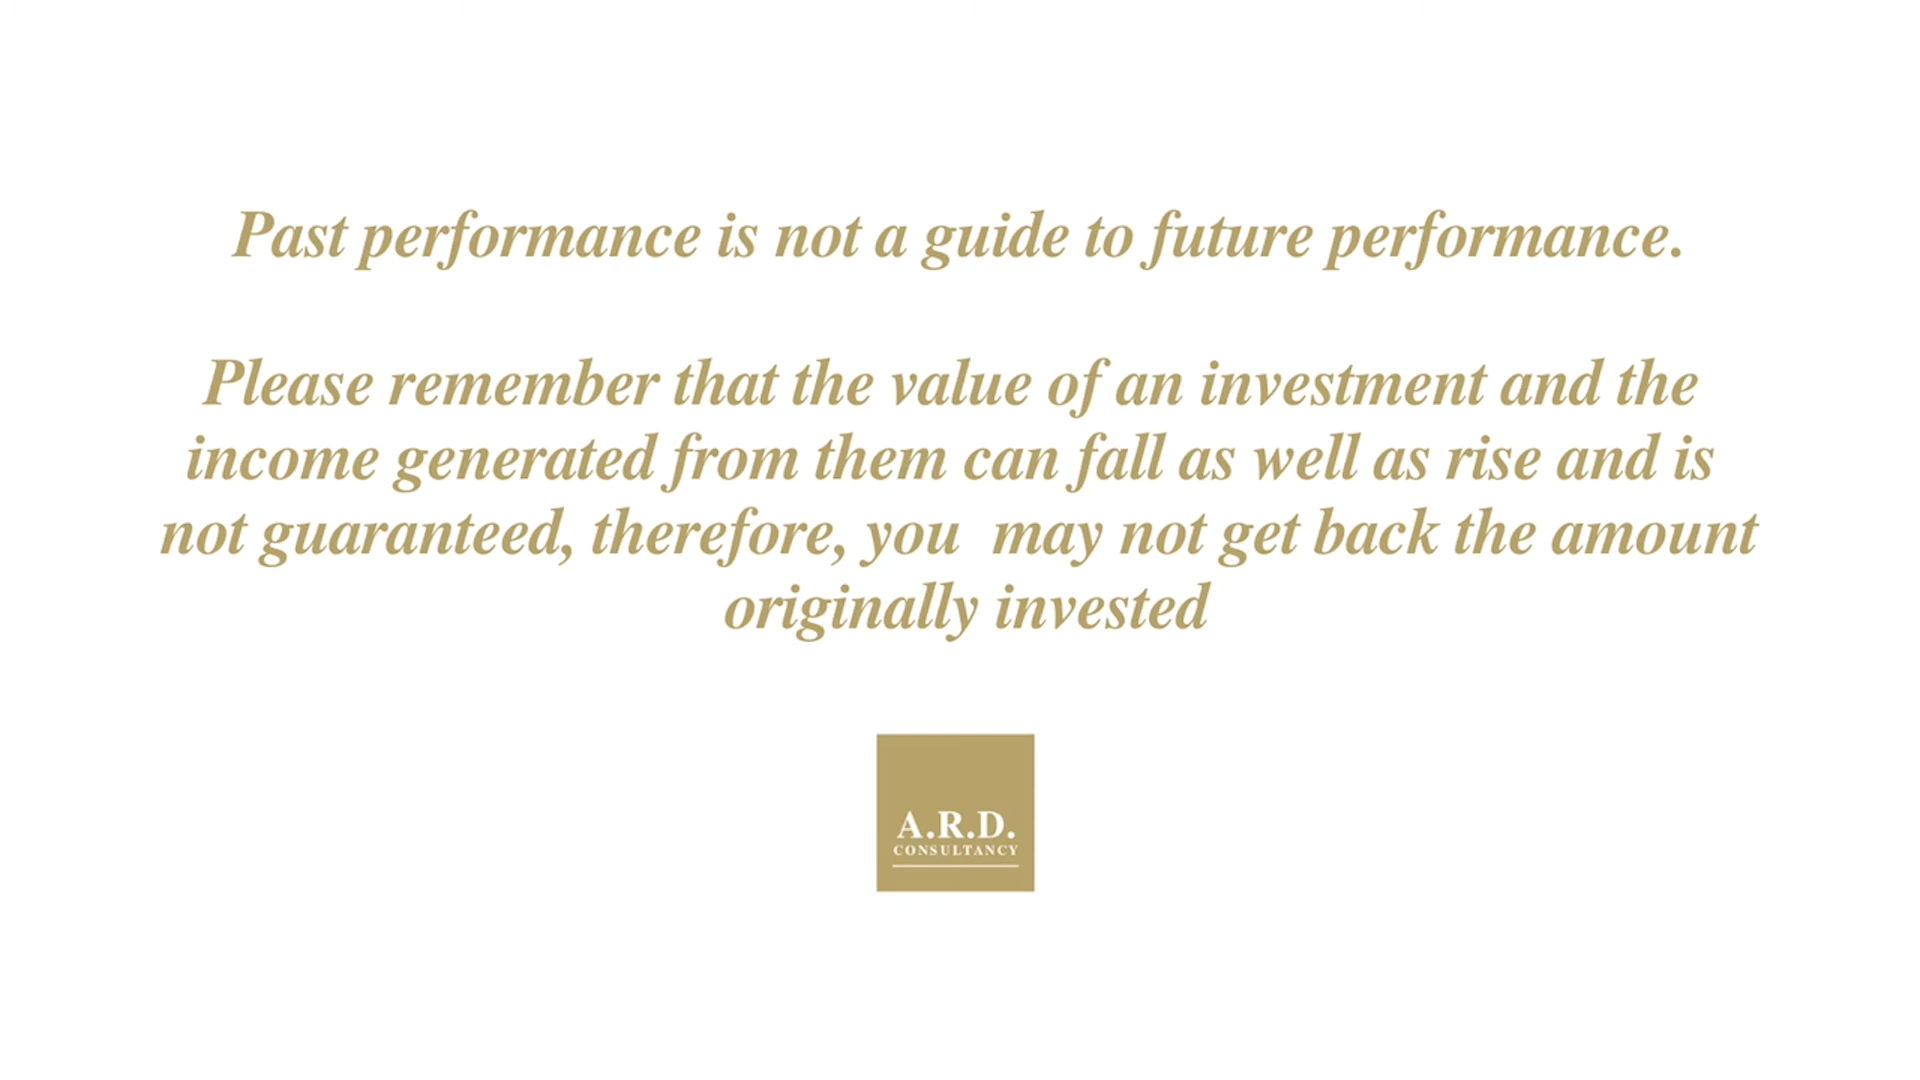 Past performance is not a guide to future performance.
Please remember that the value of an investment and the
income generated from them can fall as well as rise and is
not guaranteed, therefore, you  may not get back the amount
originally invested
A.R.D.
CONSULTANCY